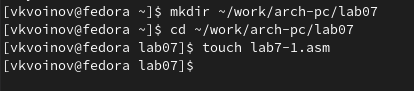 [vkvoinov@fedora ~]$ mkdir ~/work/arch-pc/lab07
[vkvoinov@fedora ~]$ cd ~/work/arch-pc/lab07
[vkvoinov@fedora lab07]$ touch lab7-1.asm
[vkvoinov@fedora lab07]$